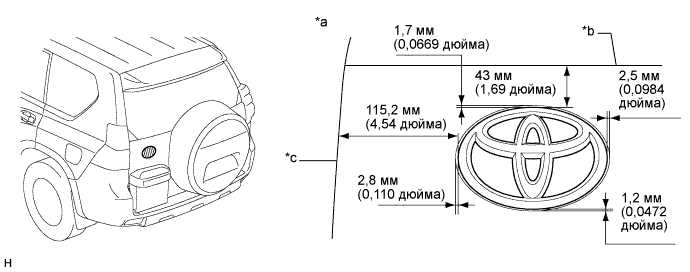 *a
1,7 мм
(0,0669 дюйма)
*b
43 мм
(1,69 дюйма)
2,5 мм
(0,0984
дюйма)
115,2 мм
(4,54 дюйма)
*c
2,8 мм
(0,110 дюйма)
1,2 мм
(0,0472
дюйма)
H